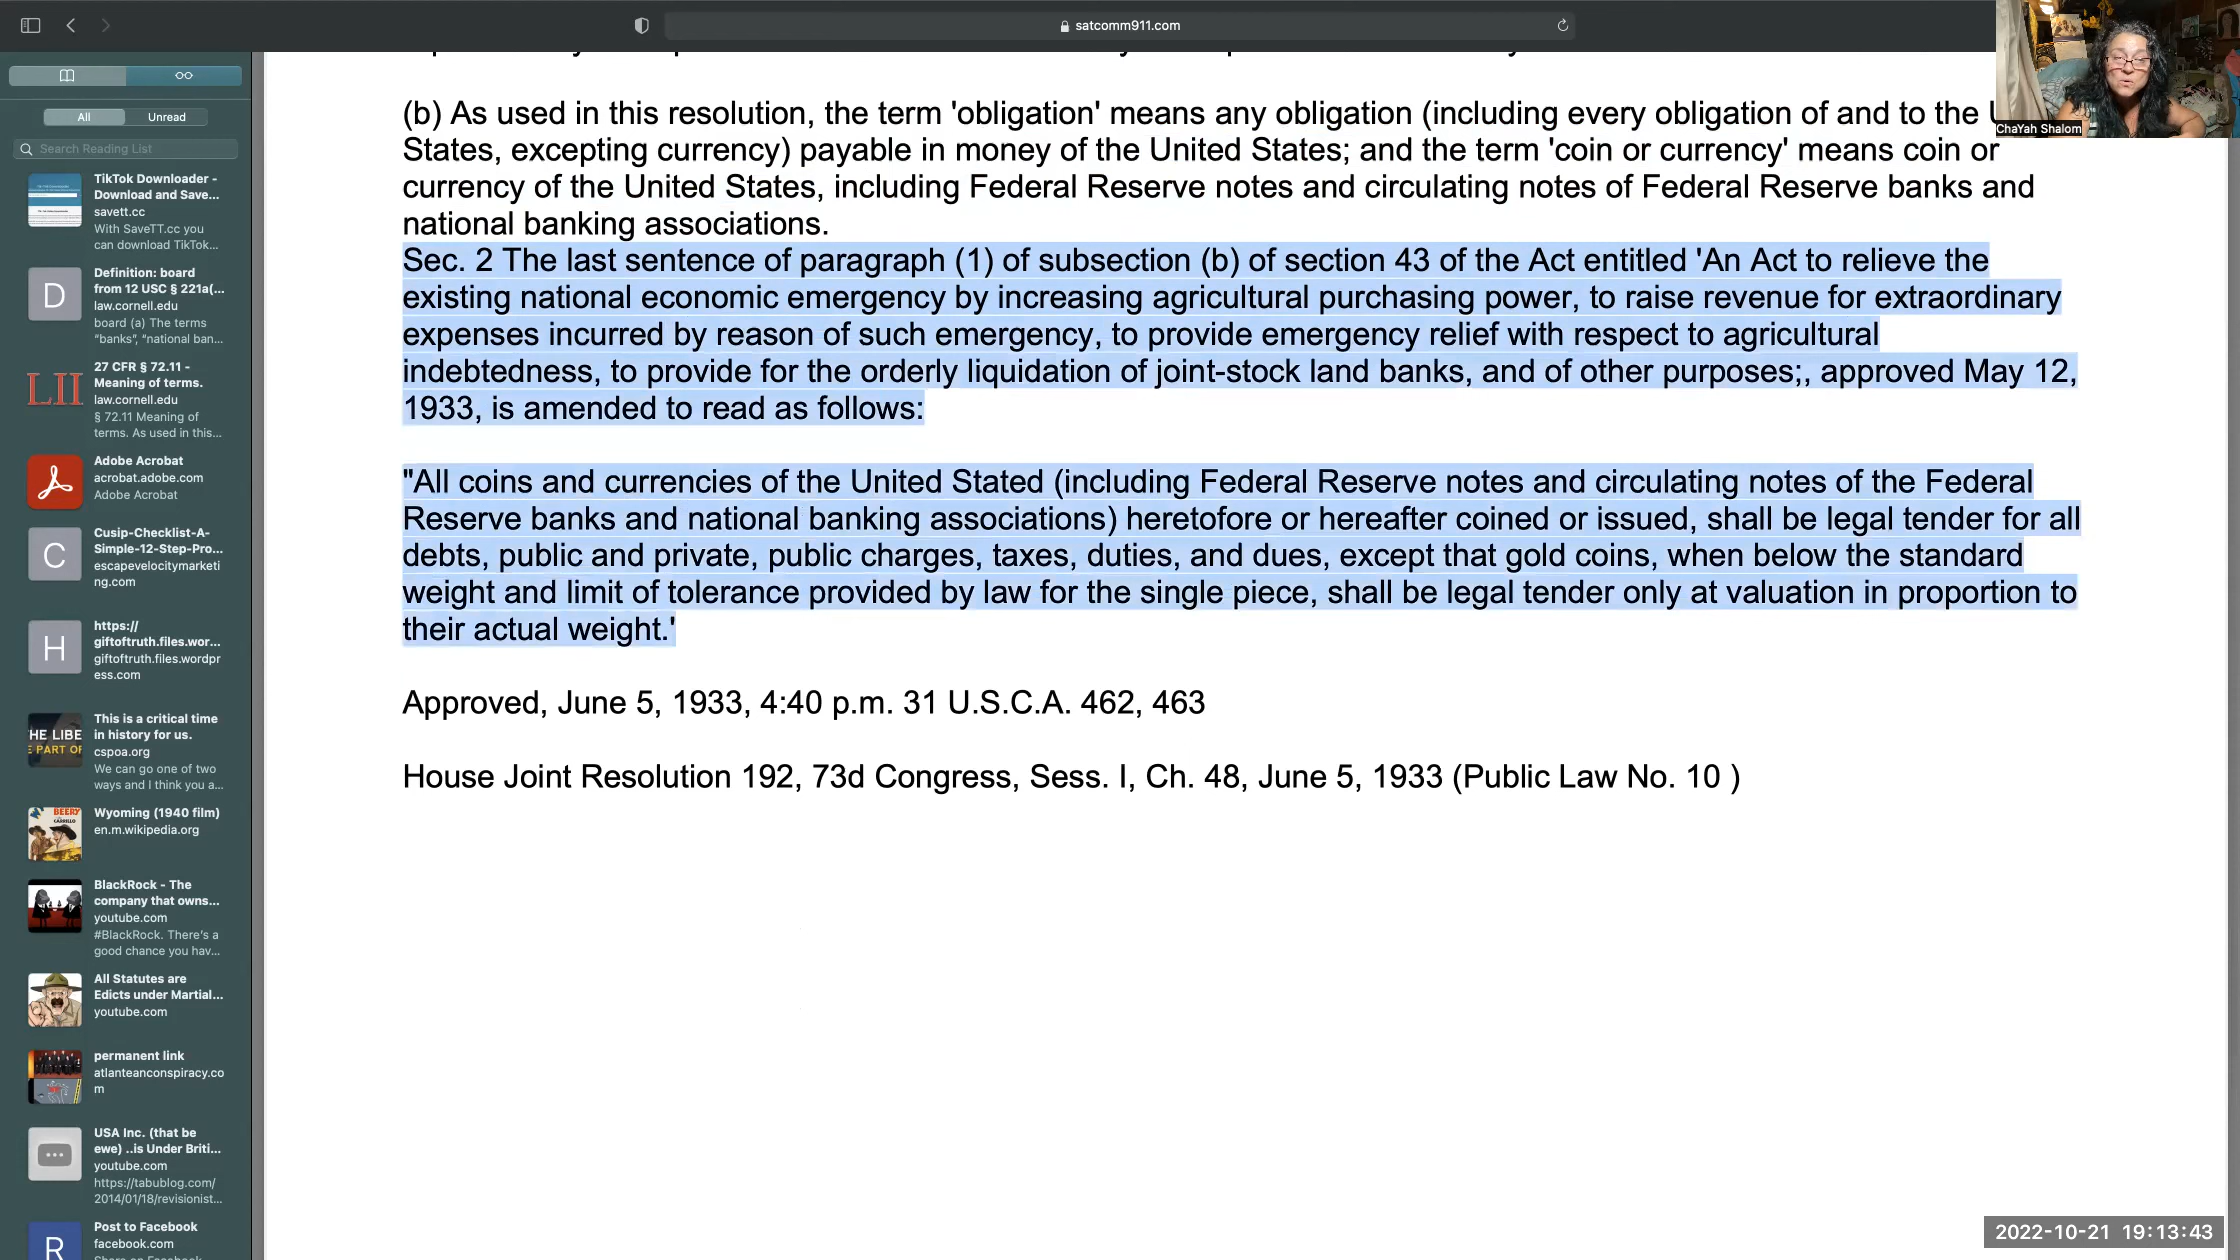 satcomm911.com
All
Unread
Search Reading List
TikTok Downloader -
Download and Save...
savett.cc
With SaveTT.cc you
can download TikTok...
D
Definition: board
from 12 USC § 221a(...
law.cornell.edu
board (a) The terms
"banks", "national ban...
LII
27 CFR § 72.11 -
Meaning of terms.
law.cornell.edu
§ 72.11 Meaning of
terms. As used in this...
Adobe Acrobat
acrobat.adobe.com
Adobe Acrobat
C
Cusip-Checklist-A-
Simple-12-Step-Pro...
escapevelocitymarketi
ng.com
H
https://
giftoftruth.files.wor...
giftoftruth.files.wordpr
ess.com
HE LIBE
E PART OF
This is a critical time
in history for us.
cspoa.org
We can go one of two
ways and I think you a...
BEERY
Wyoming (1940 film)
en.m.wikipedia.org
BlackRock - The
company that owns...
youtube.com
#BlackRock. There's a
good chance you hav...
All Statutes are
Edicts under Martial...
youtube.com
permanent link
atlanteanconspiracy.co
m
USA Inc. (that be
ewe) ..is Under Briti...
youtube.com
https://tabublog.com/
2014/01/18/revisionist...
R
Post to Facebook
facebook.com
(b) As used in this resolution, the term 'obligation' means any obligation (including every obligation of and to the
States, excepting currency) payable in money of the United States; and the term 'coin or currency' means coin or
currency of the United States, including Federal Reserve notes and circulating notes of Federal Reserve banks and
national banking associations.
Sec. 2 The last sentence of paragraph (1) of subsection (b) of section 43 of the Act entitled 'An Act to relieve the
existing national economic emergency by increasing agricultural purchasing power, to raise revenue for extraordinary
expenses incurred by reason of such emergency, to provide emergency relief with respect to agricultural
indebtedness, to provide for the orderly liquidation of joint-stock land banks, and of other purposes;, approved May 12,
1933, is amended to read as follows:
"All coins and currencies of the United Stated (including Federal Reserve notes and circulating notes of the Federal
Reserve banks and national banking associations) heretofore or hereafter coined or issued, shall be legal tender for all
debts, public and private, public charges, taxes, duties, and dues, except that gold coins, when below the standard
weight and limit of tolerance provided by law for the single piece, shall be legal tender only at valuation in proportion to
their actual weight.'
Approved, June 5, 1933, 4:40 p.m. 31 U.S.C.A. 462, 463
House Joint Resolution 192, 73d Congress, Sess. I, Ch. 48, June 5, 1933 (Public Law No. 10 )
ChaYah Shalom
2022-10-21 19:13:43